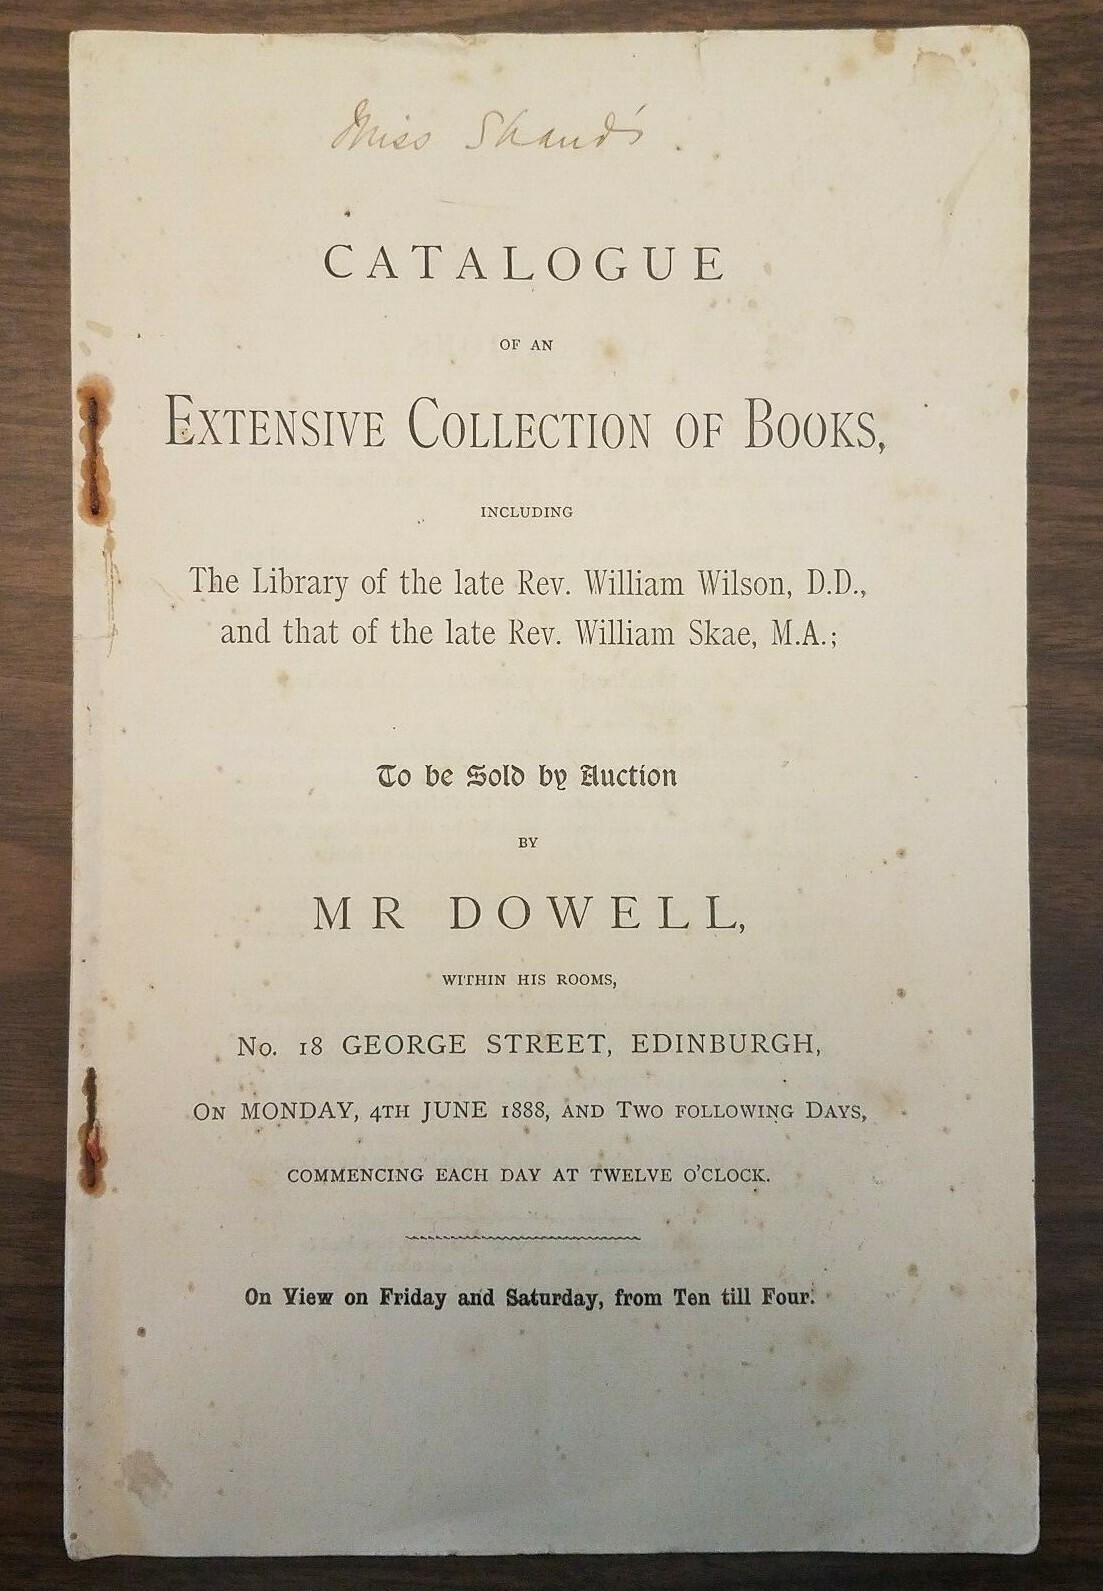 Miss Shand's.
CATALOGUE
OF AN
EXTENSIVE COLLECTION OF BOOKS,
INCLUDING
The Library of the late Rev. William Wilson, D.D.,
and that of the late Rev. William Skae, M.A.;
To be Sold by Auction
BY
MR DOWELL,
WITHIN HIS ROOMS,
No. 18 GEORGE STREET, EDINBURGH,
ON MONDAY, 4TH JUNE 1888, AND TWO FOLLOWING DAYS,
COMMENCING EACH DAY AT TWELVE O'CLOCK.
On View on Friday and Saturday, from Ten till Four.